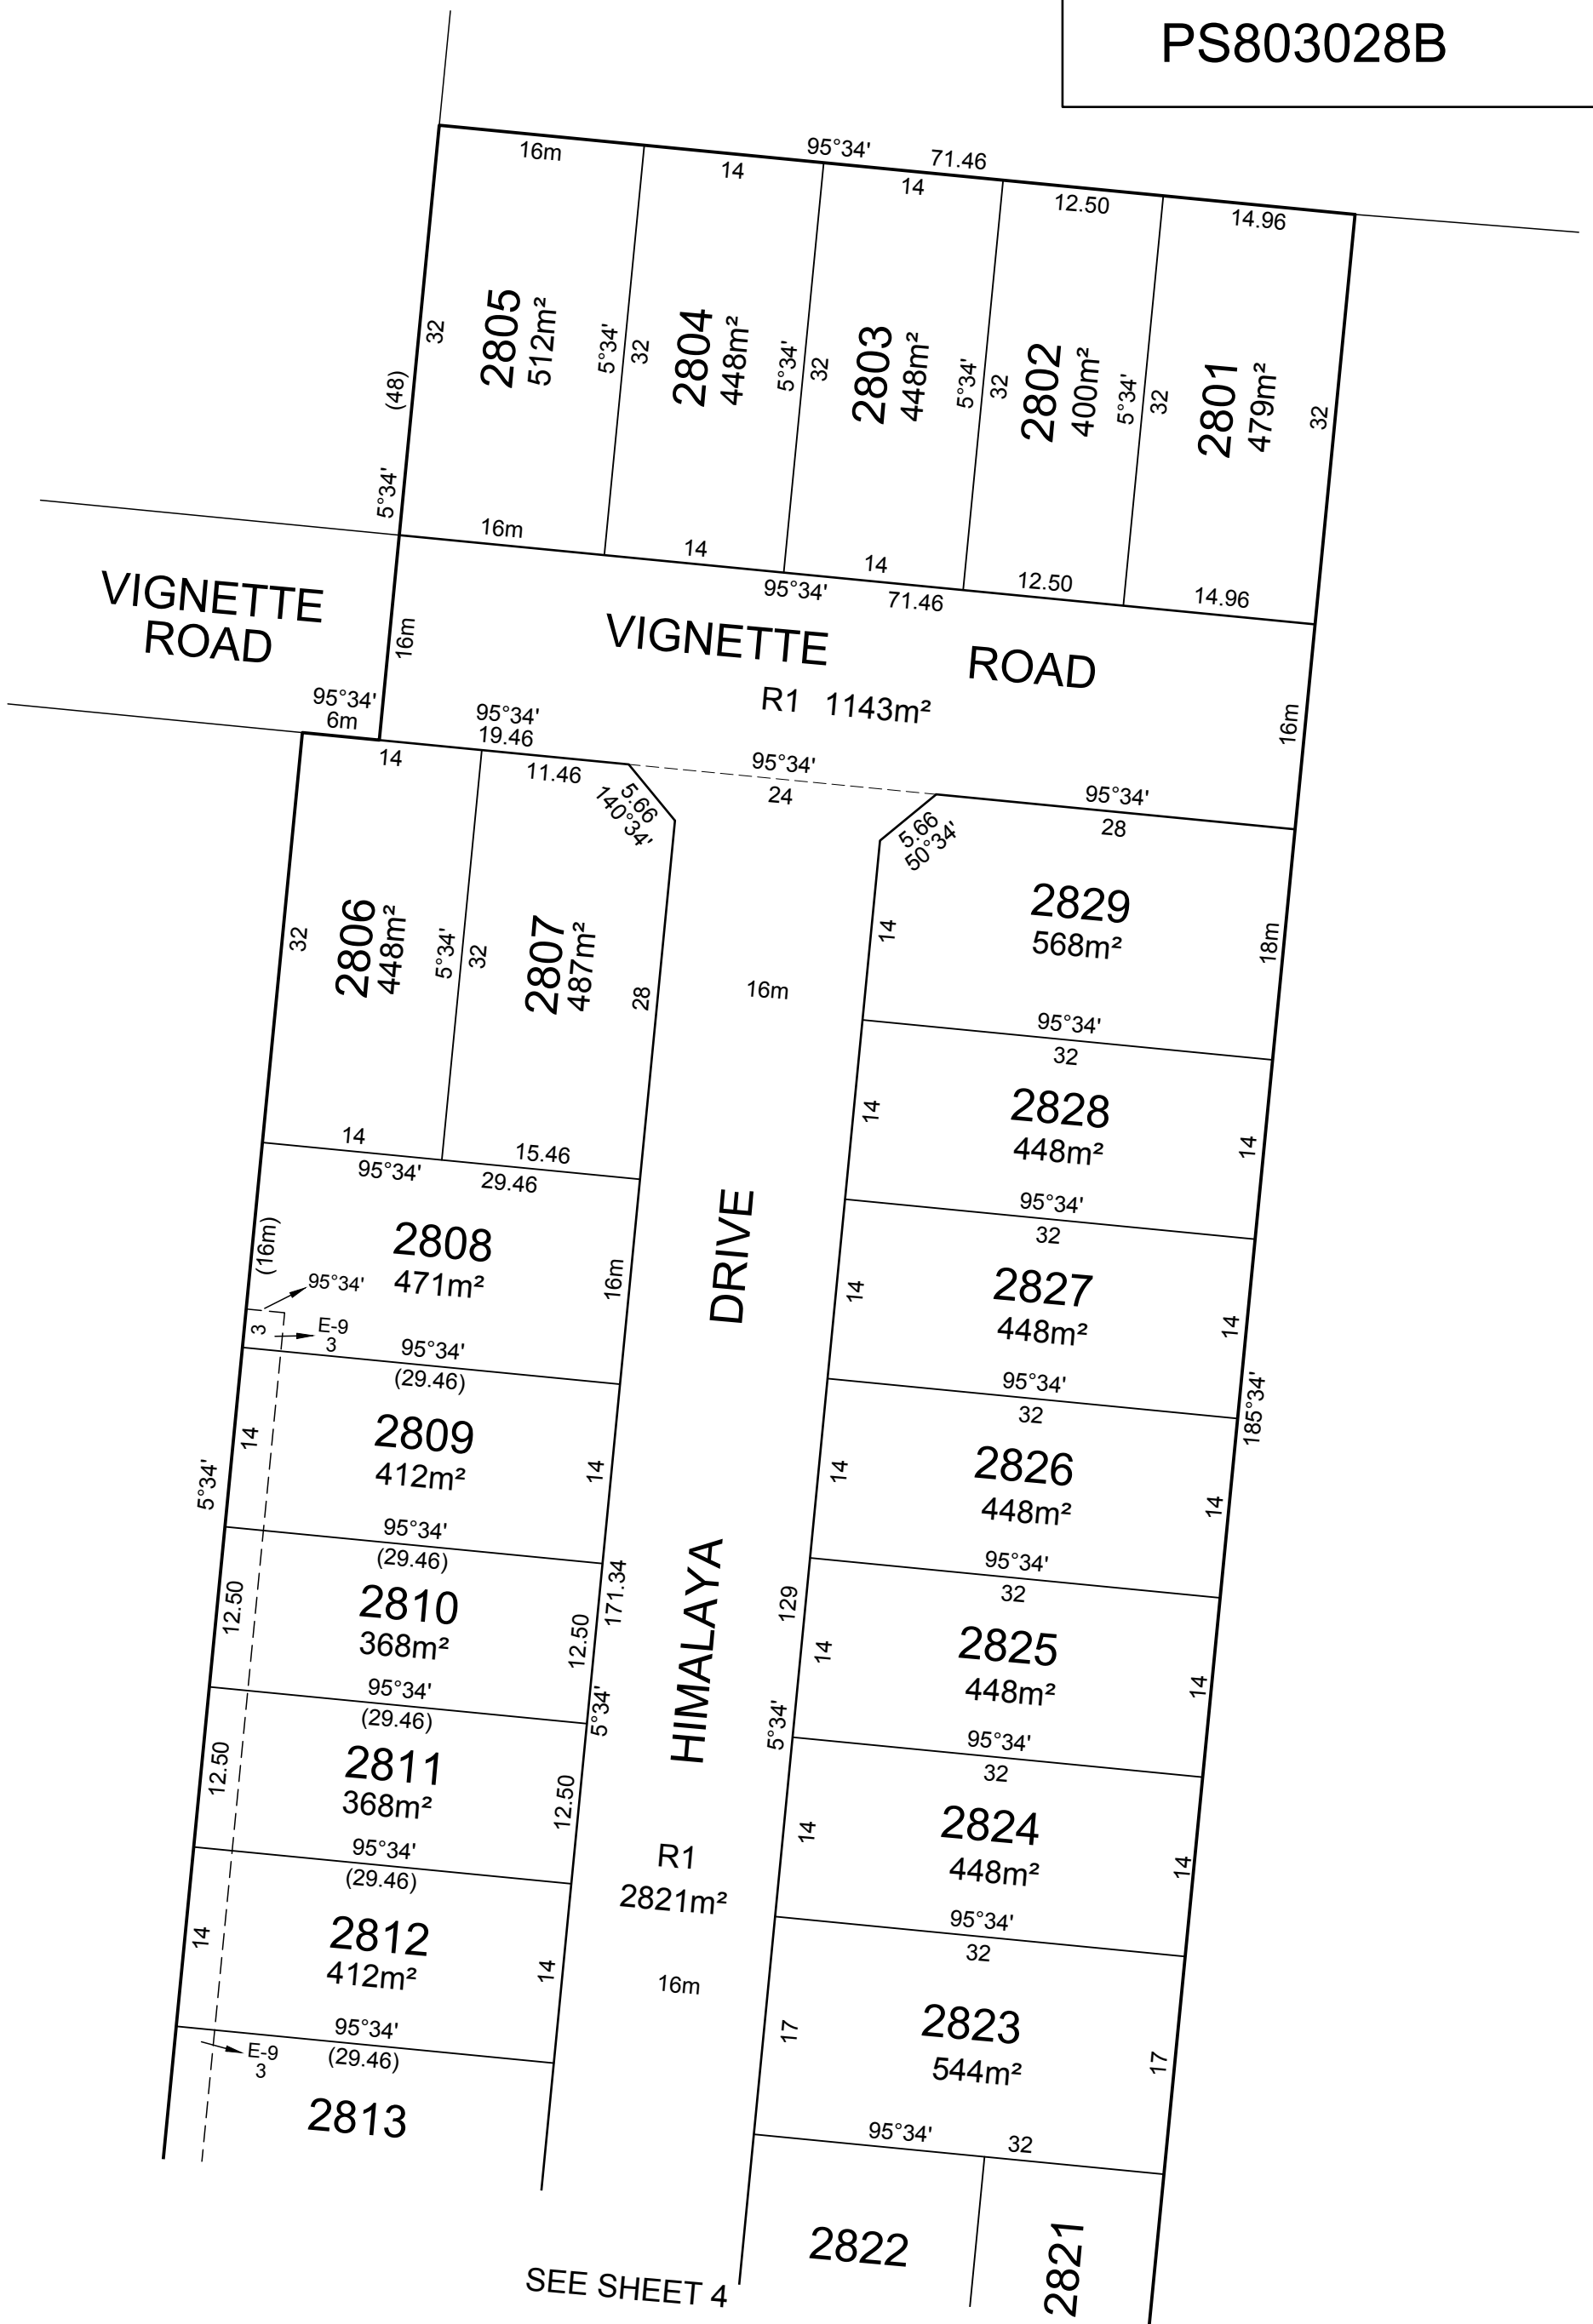 PS803028B
95°34'
71.46
16m
14
14
12.50
14.96
32
(48)
5°34'
2805
512m²
5°34'
32
2804
448m²
5°34'
32
2803
448m²
5°34'
32
2802
400m²
5°34'
32
2801
479m²
32
16m
14
14
12.50
14.96
95°34'
71.46
VIGNETTE
ROAD
16m
VIGNETTE ROAD
R1 1143m²
16m
95°34'
6m
95°34'
19.46
14
11.46
5.66
140°34'
95°34'
24
95°34'
28
5.66
50°34'
32
2806
448m²
5°34'
32
2807
487m²
28
16m
14
2829
568m²
18m
95°34'
32
14
2828
448m²
14
14
15.46
95°34'
29.46
95°34'
32
(16m)
2808
471m²
16m
95°34'
3
E-9
3
95°34'
(29.46)
14
2827
448m²
14
95°34'
32
185°34'
14
2809
412m²
14
5°34'
95°34'
(29.46)
14
2826
448m²
14
95°34'
32
12.50
2810
368m²
12.50
171.34
5°34'
95°34'
(29.46)
DRIVE
HIMALAYA
129
5°34'
14
2825
448m²
14
95°34'
32
12.50
2811
368m²
12.50
95°34'
(29.46)
R1
2821m²
16m
14
2824
448m²
14
95°34'
32
14
2812
412m²
14
95°34'
(29.46)
E-9
3
2813
17
2823
544m²
17
95°34'
32
2822
2821
SEE SHEET 4